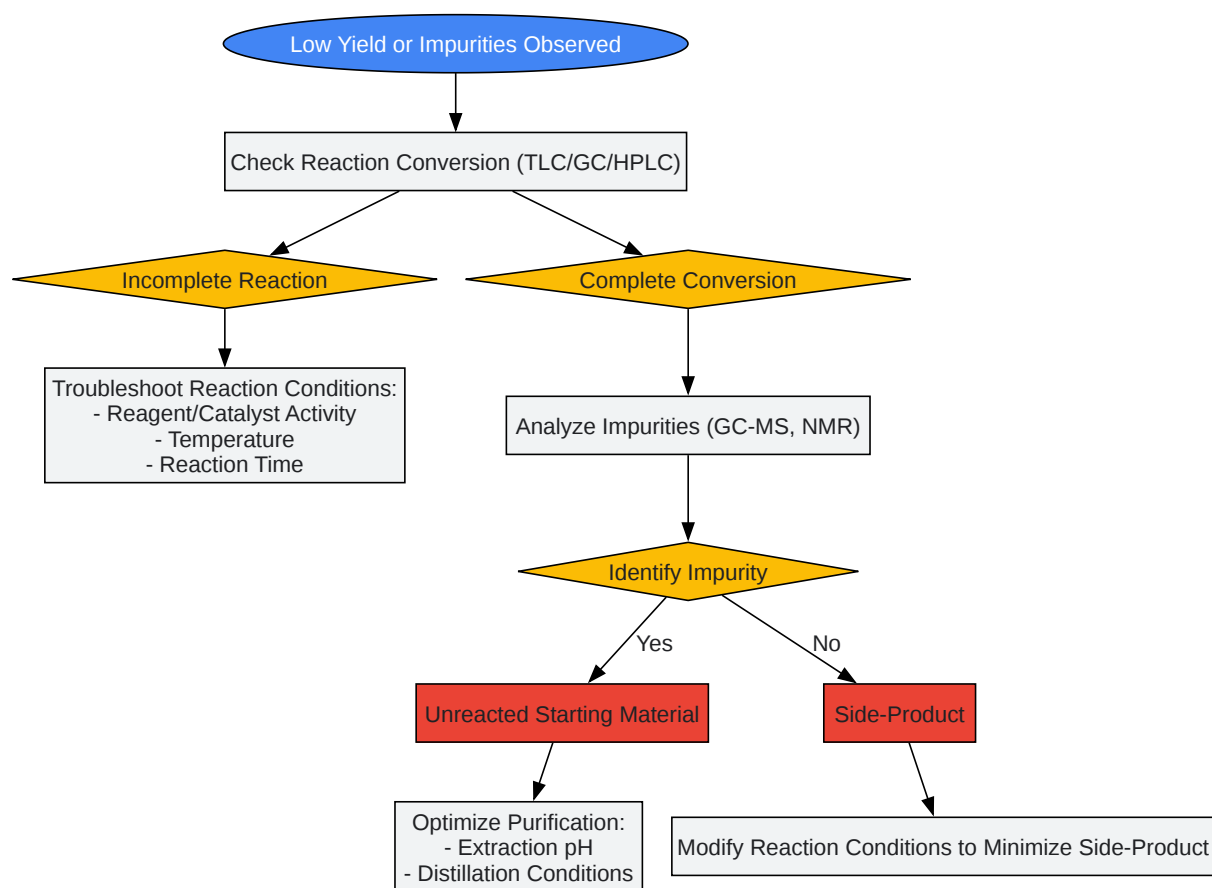 Low Yield or Impurities Observed
Check Reaction Conversion (TLC/GC/HPLC)
Incomplete Reaction
Complete Conversion
Troubleshoot Reaction Conditions:
- Reagent/Catalyst Activity
- Temperature
- Reaction Time
Analyze Impurities (GC-MS, NMR)
Identify Impurity
Yes
No
Unreacted Starting Material
Side-Product
Optimize Purification:
- Extraction pH
- Distillation Conditions
Modify Reaction Conditions to Minimize Side-Product